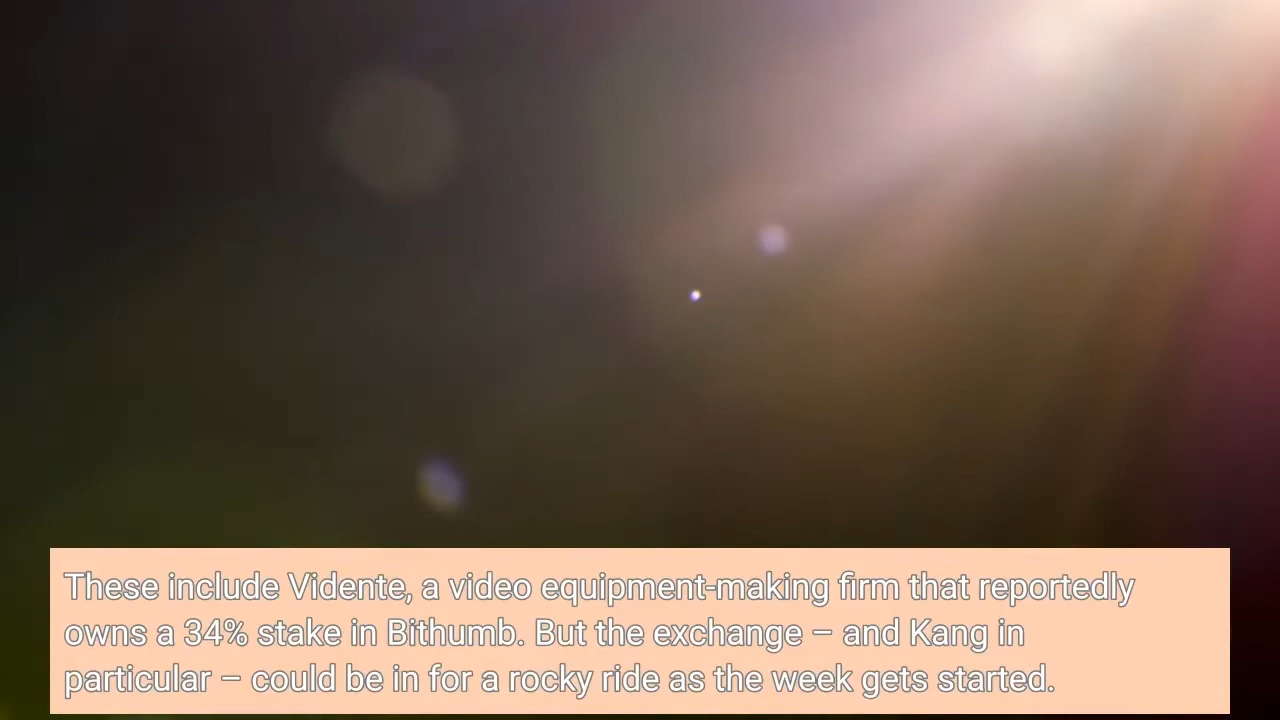 These include Vidente, a video equipment-making firm that reportedly
owns a 34% stake in Bithumb. But the exchange – and Kang in
particular – could be in for a rocky ride as the week gets started.